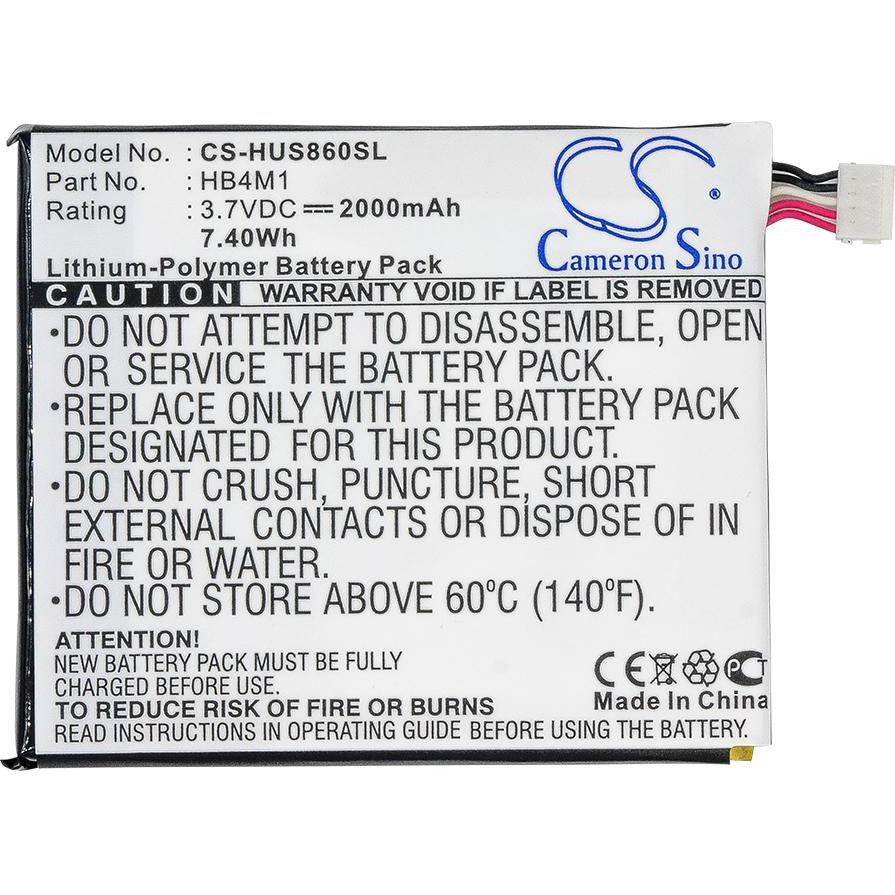 Model No. : CS-HUS860SL
Part No. : HB4M1
Rating : 3.7VDC ⎓ 2000mAh
7.40Wh
Lithium-Polymer Battery Pack
CS
Cameron Sino
CAUTION WARRANTY VOID IF LABEL IS REMOVED
·DO NOT ATTEMPT TO DISASSEMBLE, OPEN
OR SERVICE THE BATTERY PACK.
·REPLACE ONLY WITH THE BATTERY PACK
DESIGNATED FOR THIS PRODUCT.
·DO NOT CRUSH, PUNCTURE, SHORT
EXTERNAL CONTACTS OR DISPOSE OF IN
FIRE OR WATER.
·DO NOT STORE ABOVE 60ºC (140ºF).
ATTENTION!
NEW BATTERY PACK MUST BE FULLY
CHARGED BEFORE USE.
TO REDUCE RISK OF FIRE OR BURNS
READ INSTRUCTIONS IN OPERATING GUIDE BEFORE USING THE BATTERY.
CE PCT
Made In China